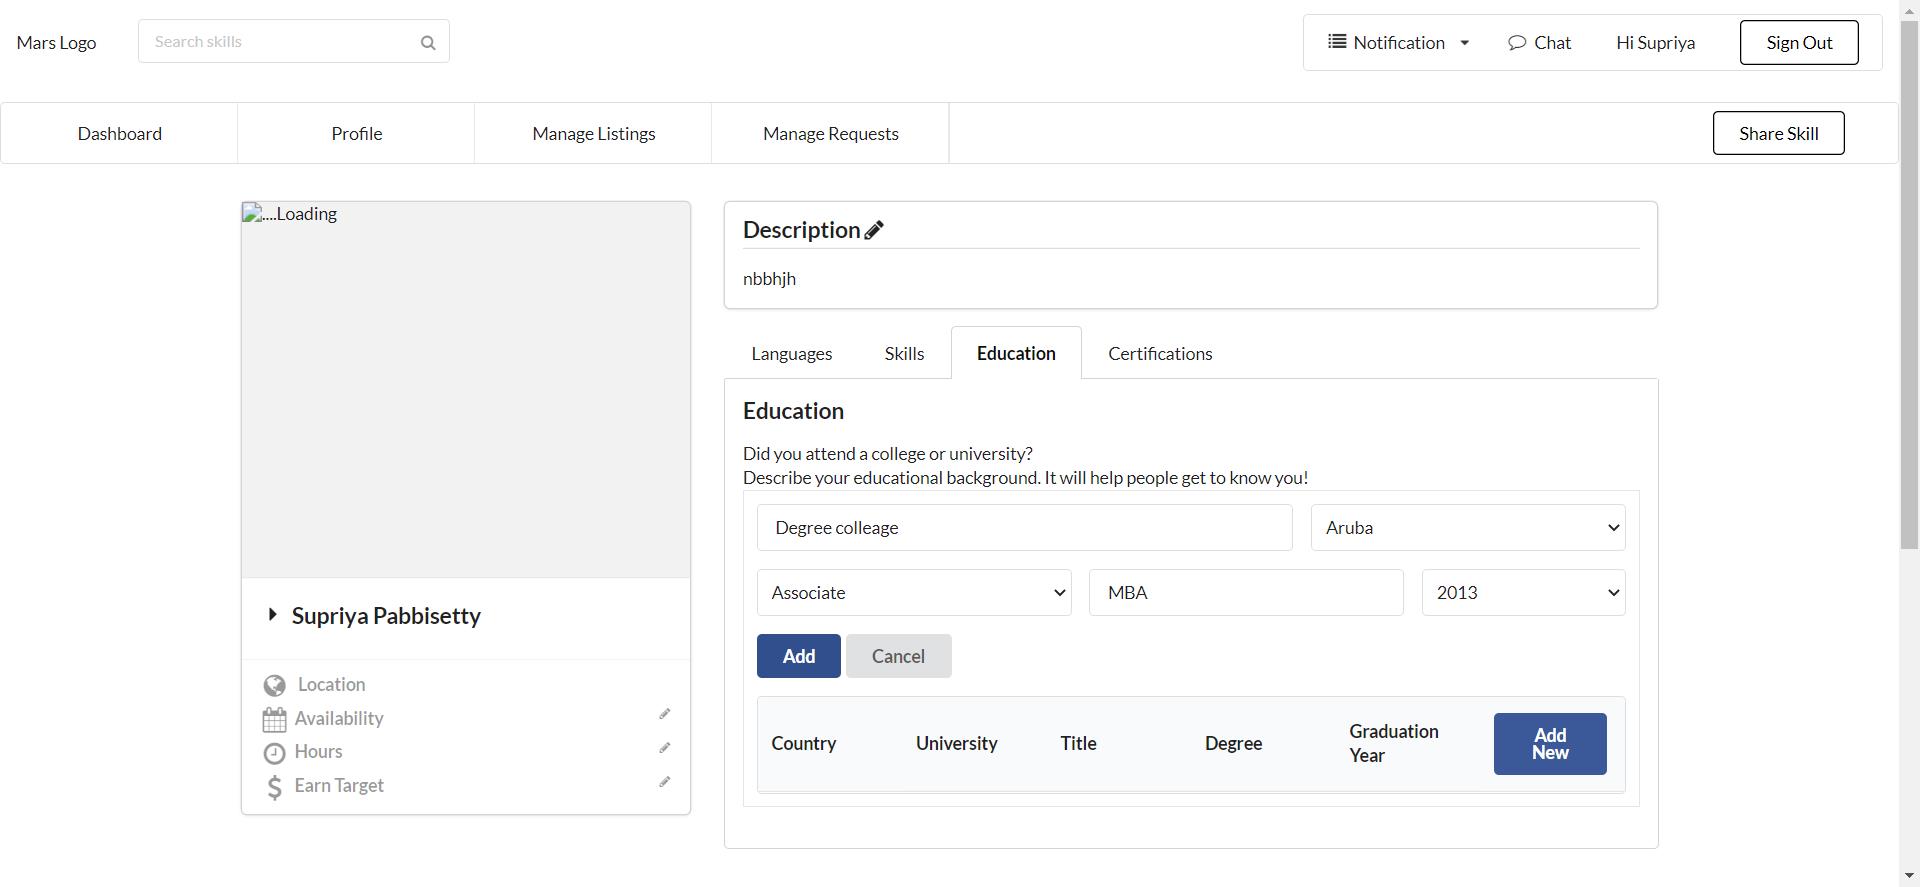 Mars Logo
Search skills
Notification
Chat
Hi Supriya
Sign Out
Dashboard
Profile
Manage Listings
Manage Requests
Share Skill
....Loading
Supriya Pabbisetty
Location
Availability
Hours
Earn Target
Description
nbbhjh
Languages
Skills
Education
Certifications
Education
Did you attend a college or university?
Describe your educational background. It will help people get to know you!
Degree colleage
Aruba
Associate
MBA
2013
Add
Cancel
Country
University
Title
Degree
Graduation
Year
Add
New